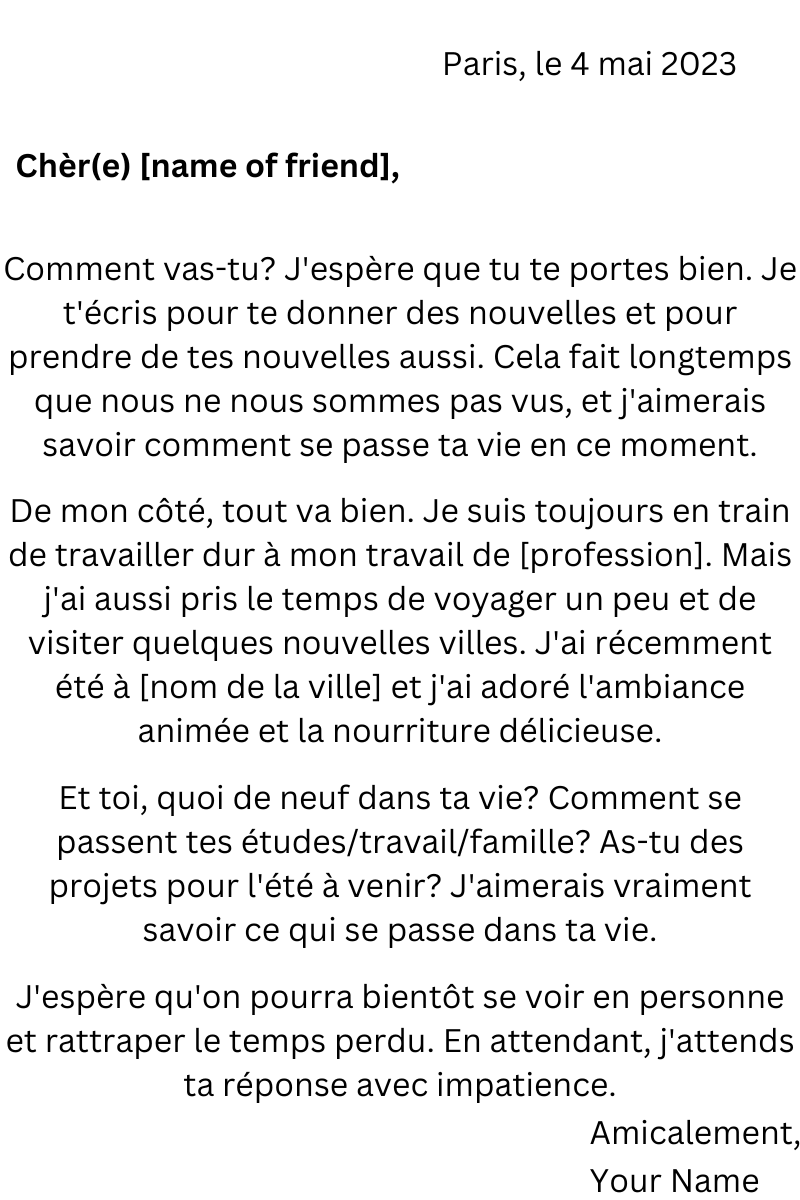 Paris, le 4 mai 2023
Chèr(e) [name of friend],
Comment vas-tu? J'espère que tu te portes bien. Je
t'écris pour te donner des nouvelles et pour
prendre de tes nouvelles aussi. Cela fait longtemps
que nous ne nous sommes pas vus, et j'aimerais
savoir comment se passe ta vie en ce moment.
De mon côté, tout va bien. Je suis toujours en train
de travailler dur à mon travail de [profession]. Mais
j'ai aussi pris le temps de voyager un peu et de
visiter quelques nouvelles villes. J'ai récemment
été à [nom de la ville] et j'ai adoré l'ambiance
animée et la nourriture délicieuse.
Et toi, quoi de neuf dans ta vie? Comment se
passent tes études/travail/famille? As-tu des
projets pour l'été à venir? J'aimerais vraiment
savoir ce qui se passe dans ta vie.
J'espère qu'on pourra bientôt se voir en personne
et rattraper le temps perdu. En attendant, j'attends
ta réponse avec impatience.
Amicalement,
Your Name